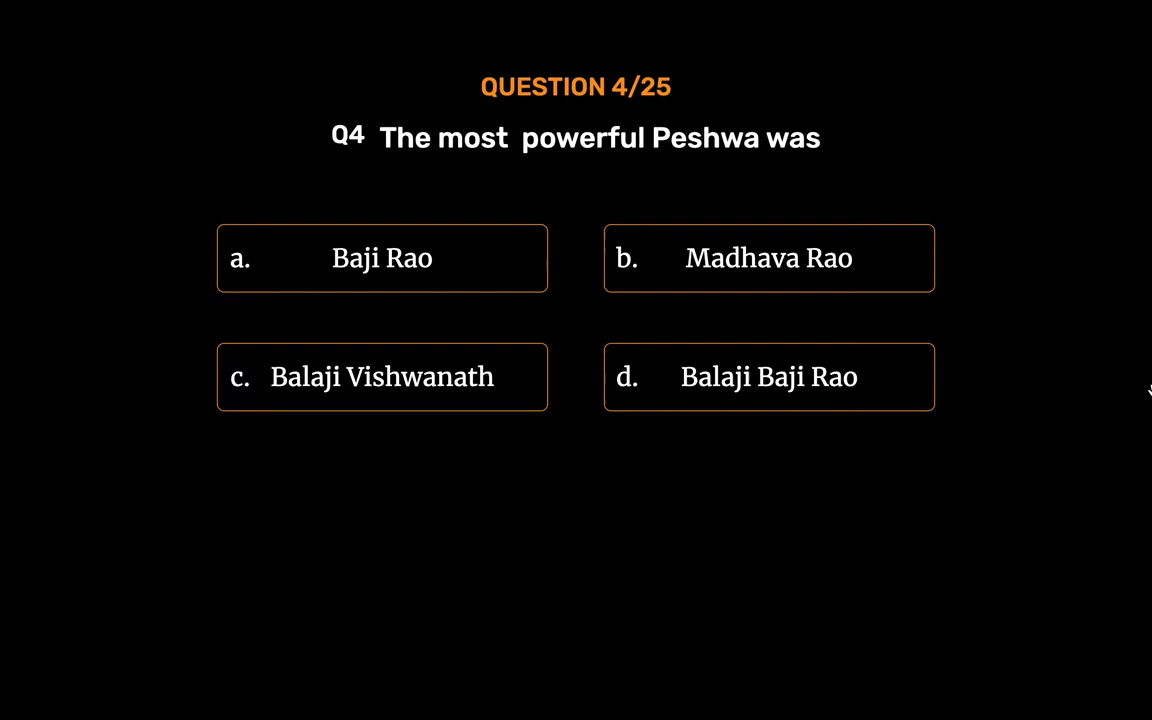 QUESTION 4/25
Q4 The most powerful Peshwa was
a. Baji Rao
b. Madhava Rao
c. Balaji Vishwanath
d. Balaji Baji Rao